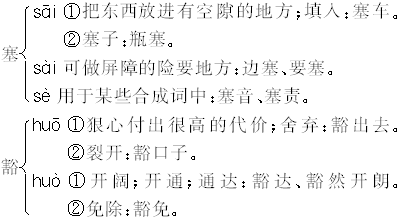 塞
sāi ①把东西放进有空隙的地方;填入:塞车。
②塞子:瓶塞。
sài 可做屏障的险要地方:边塞、要塞。
sè 用于某些合成词中:塞音、塞责。
豁
huō ①狠心付出很高的代价;舍弃:豁出去。
②裂开:豁口子。
huò ①开阔;开通;通达:豁达、豁然开朗。
②免除:豁免。